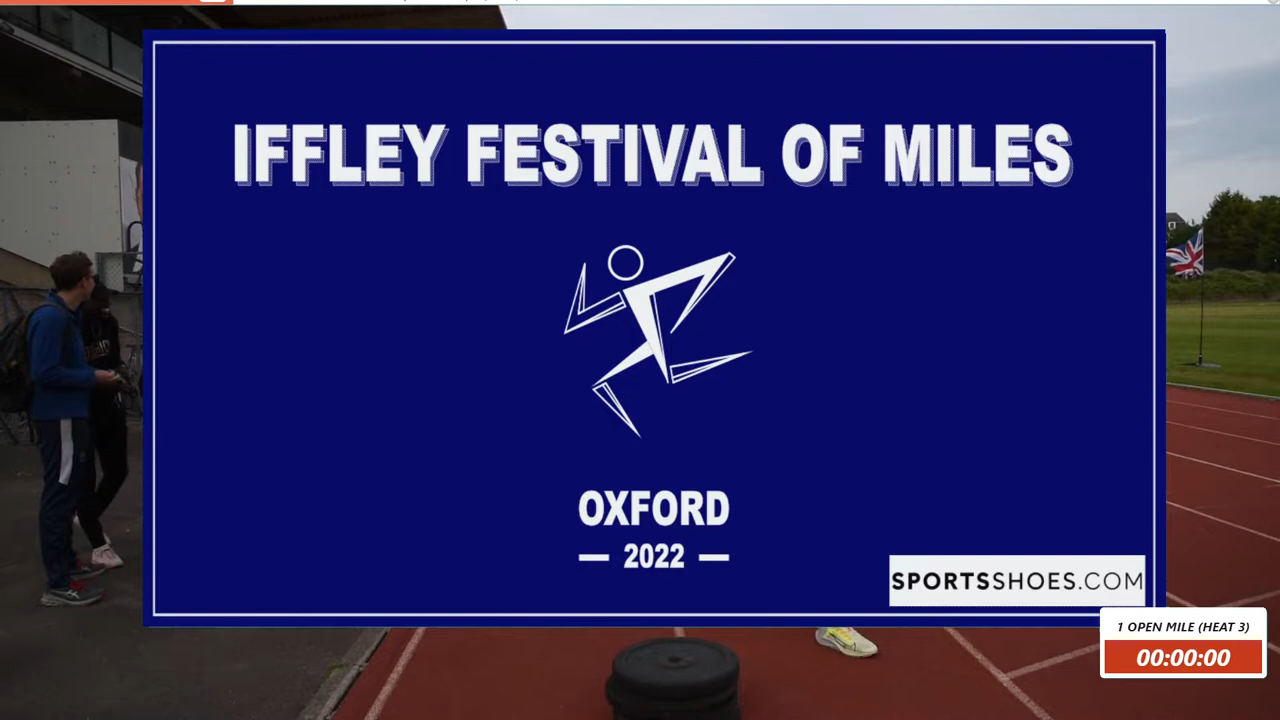 IFFLEY FESTIVAL OF MILES
OXFORD
2022
SPORTSSHOES.COM
1 OPEN MILE (HEAT 3)
00:00:00